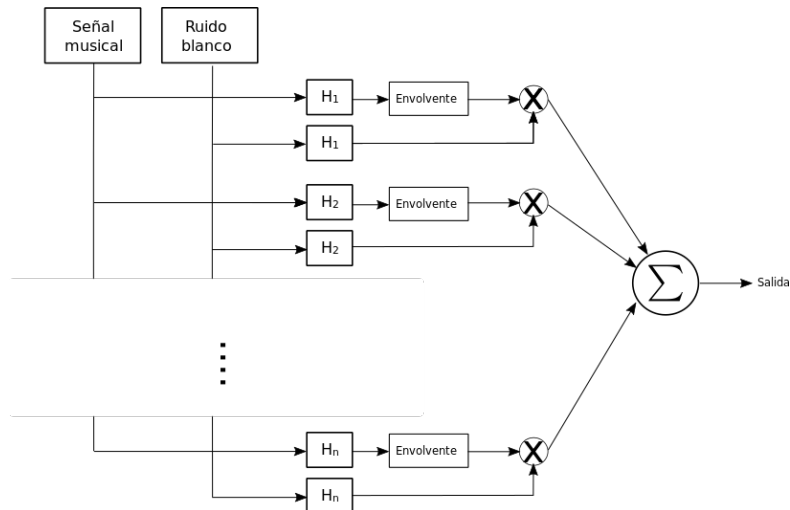 Señal
musical
Ruido
blanco
H1
Envolvente
X
H1
H2
Envolvente
X
H2
Σ
Salida
Hn
Envolvente
X
Hn